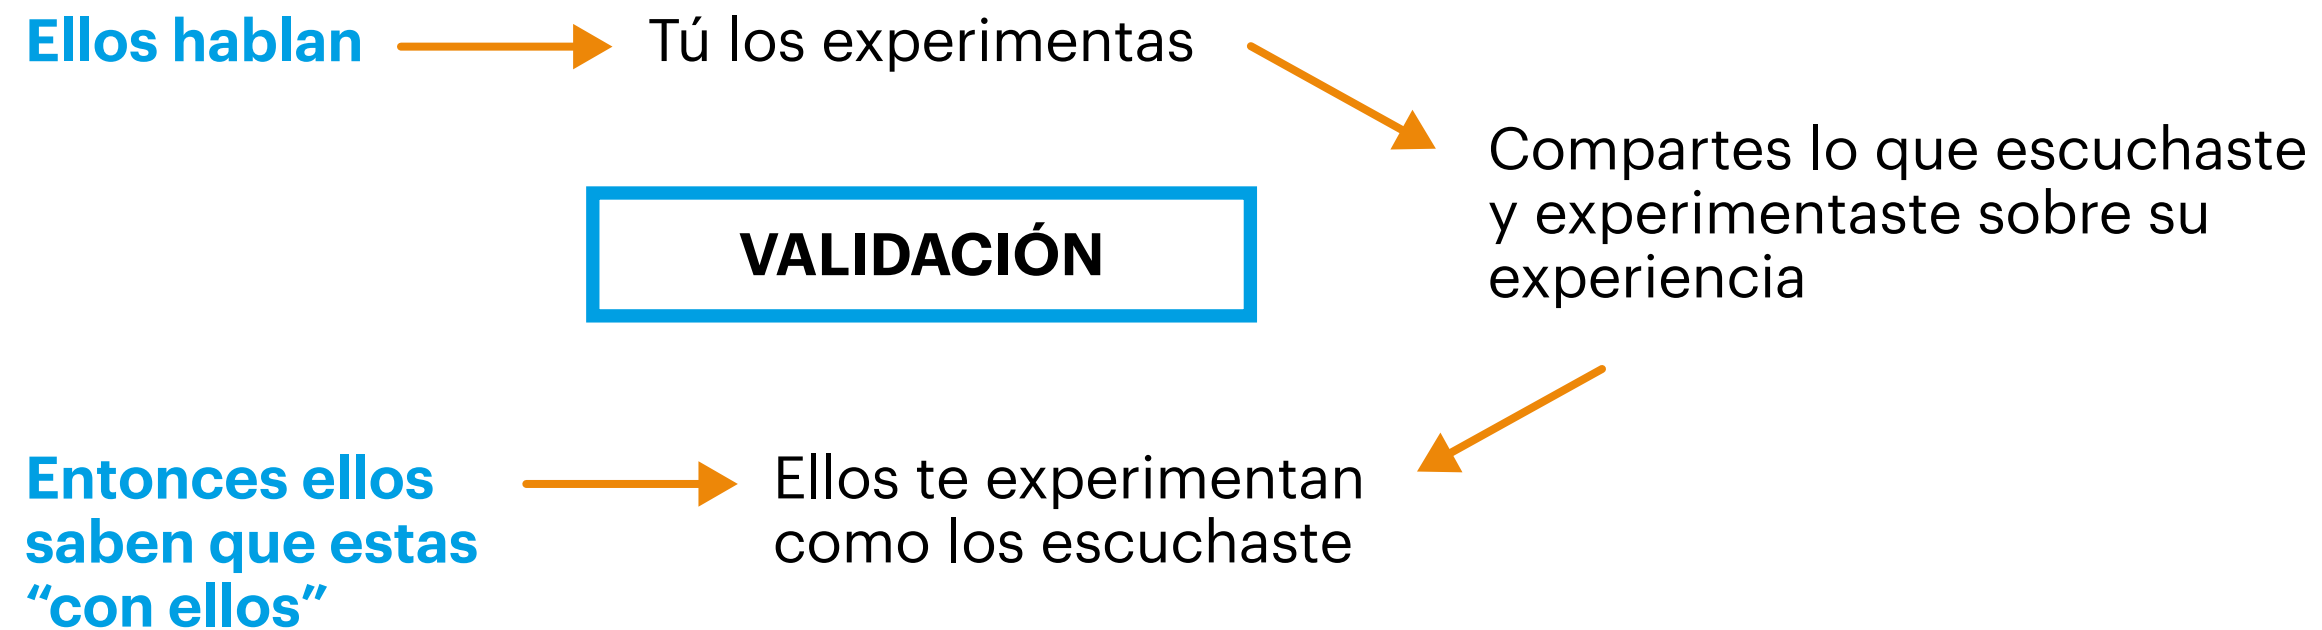 Ellos hablan
Tú los experimentas
Compartes lo que escuchaste
y experimentaste sobre su
experiencia
VALIDACIÓN
Ellos te experimentan
como los escuchaste
Entonces ellos
saben que estas
“con ellos”